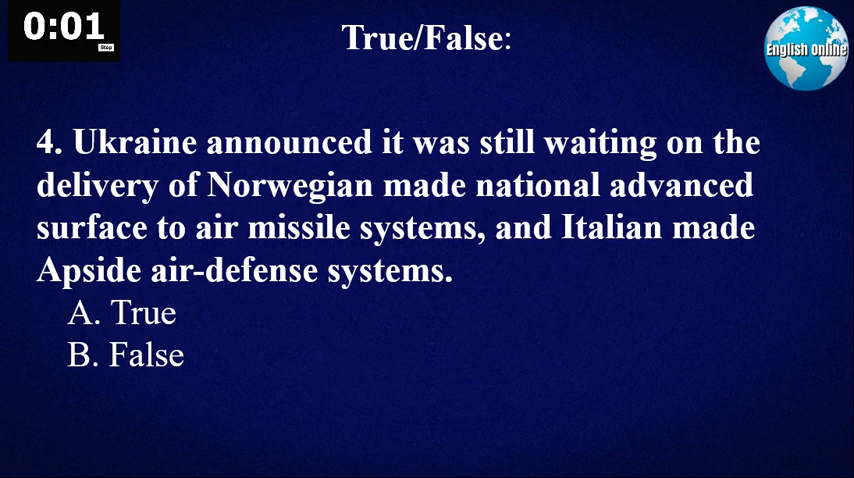 0:01
Stop
True/False:
English Online
4. Ukraine announced it was still waiting on the
delivery of Norwegian made national advanced
surface to air missile systems, and Italian made
Apside air-defense systems.
A. True
B. False